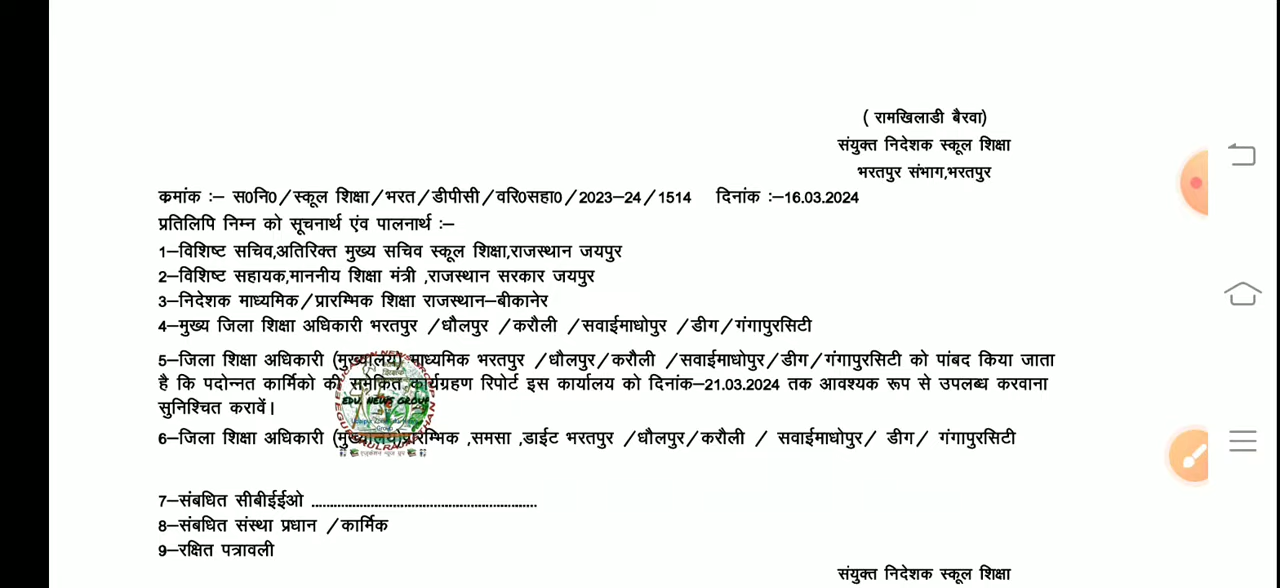 ( रामखिलाडी बैरवा)
संयुक्त निदेशक स्कूल शिक्षा
भरतपुर संभाग,भरतपुर
कमांक :– स0नि0/स्कूल शिक्षा/भरत/डीपीसी/वरि0सहा0/2023–24/1514 दिनांक :–16.03.2024
प्रतिलिपि निम्न को सूचनार्थ एंव पालनार्थ :–
1–विशिष्ट सचिव,अतिरिक्त मुख्य सचिव स्कूल शिक्षा,राजस्थान जयपुर
2–विशिष्ट सहायक,माननीय शिक्षा मंत्री ,राजस्थान सरकार जयपुर
3–निदेशक माध्यमिक/प्रारम्भिक शिक्षा राजस्थान–बीकानेर
4–मुख्य जिला शिक्षा अधिकारी भरतपुर /धौलपुर/करौली /सवाईमाधोपुर /डीग/गंगापुरसिटी
5–जिला शिक्षा अधिकारी (मुख्यालय) माध्यमिक भरतपुर /धौलपुर/करौली /सवाईमाधोपुर/डीग/गंगापुरसिटी को पांबद किया जाता
है कि पदोन्नत कार्मिको की समेकित कार्यग्रहण रिपोर्ट इस कार्यालय को दिनांक–21.03.2024 तक आवश्यक रूप से उपलब्ध करवाना
सुनिश्चित करावें।
EDU. NEWS GROUP
6–जिला शिक्षा अधिकारी (मुख्यालय)प्रारम्भिक ,समसा ,डाईट भरतपुर /धौलपुर/करौली / सवाईमाधोपुर/ डीग/ गंगापुरसिटी
7–संबधित सीबीईईओ ............................................................
8–संबधित संस्था प्रधान /कार्मिक
9–रक्षित पत्रावली
संयुक्त निदेशक स्कूल शिक्षा